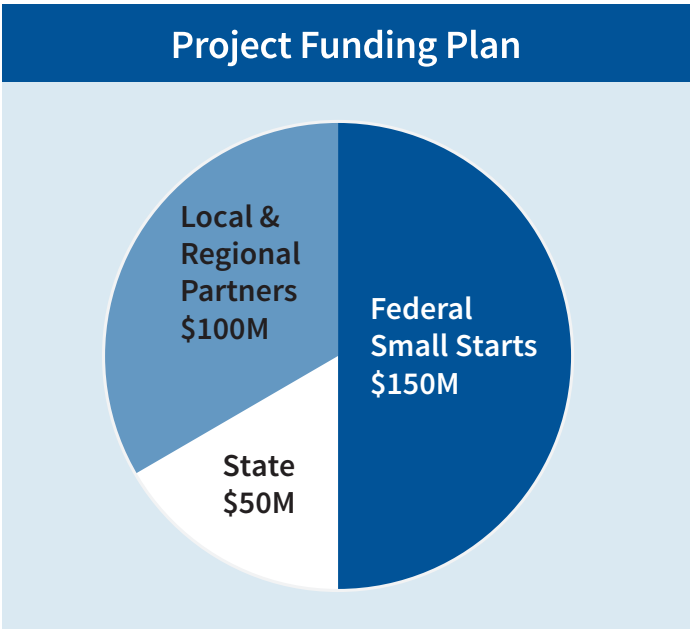 Project Funding Plan
Local &
Regional
Partners
$100M
Federal
Small Starts
$150M
State
$50M